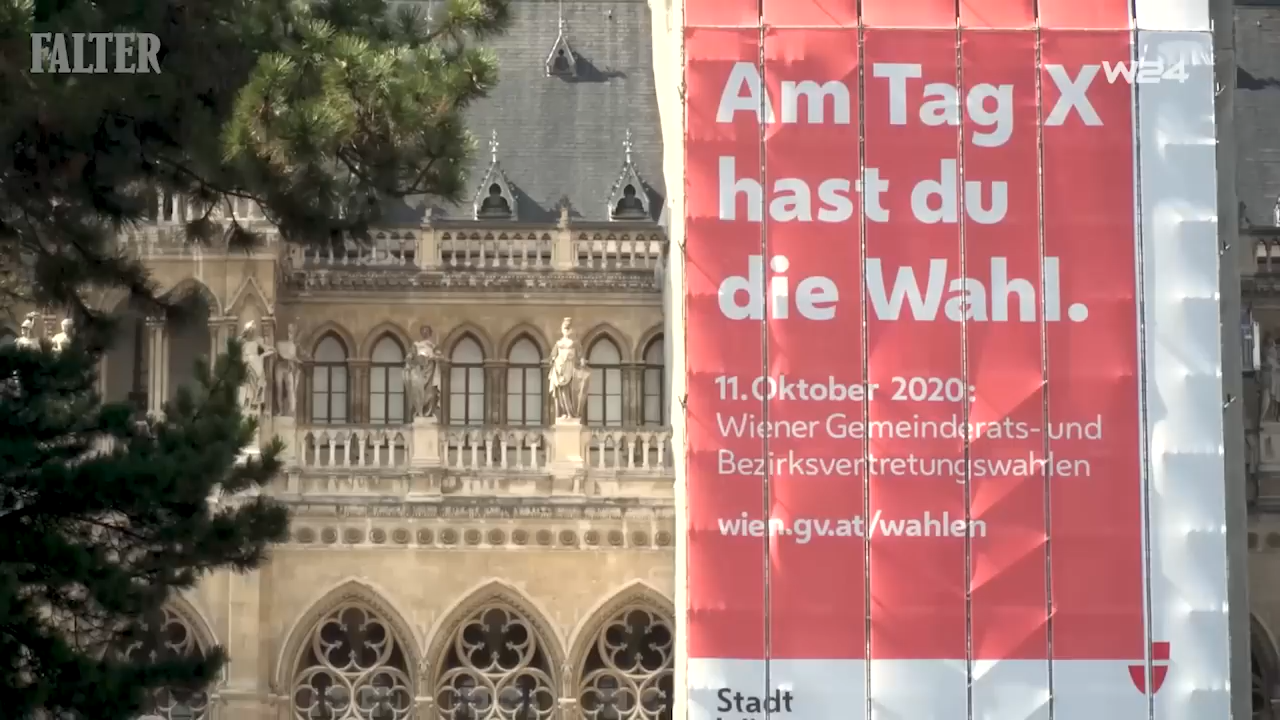 FALTER
W24
Am Tag X
hast du
die Wahl.
11. Oktober 2020:
Wiener Gemeinderats- und
Bezirksvertretungswahlen
wien.gv.at/wahlen
Stadt